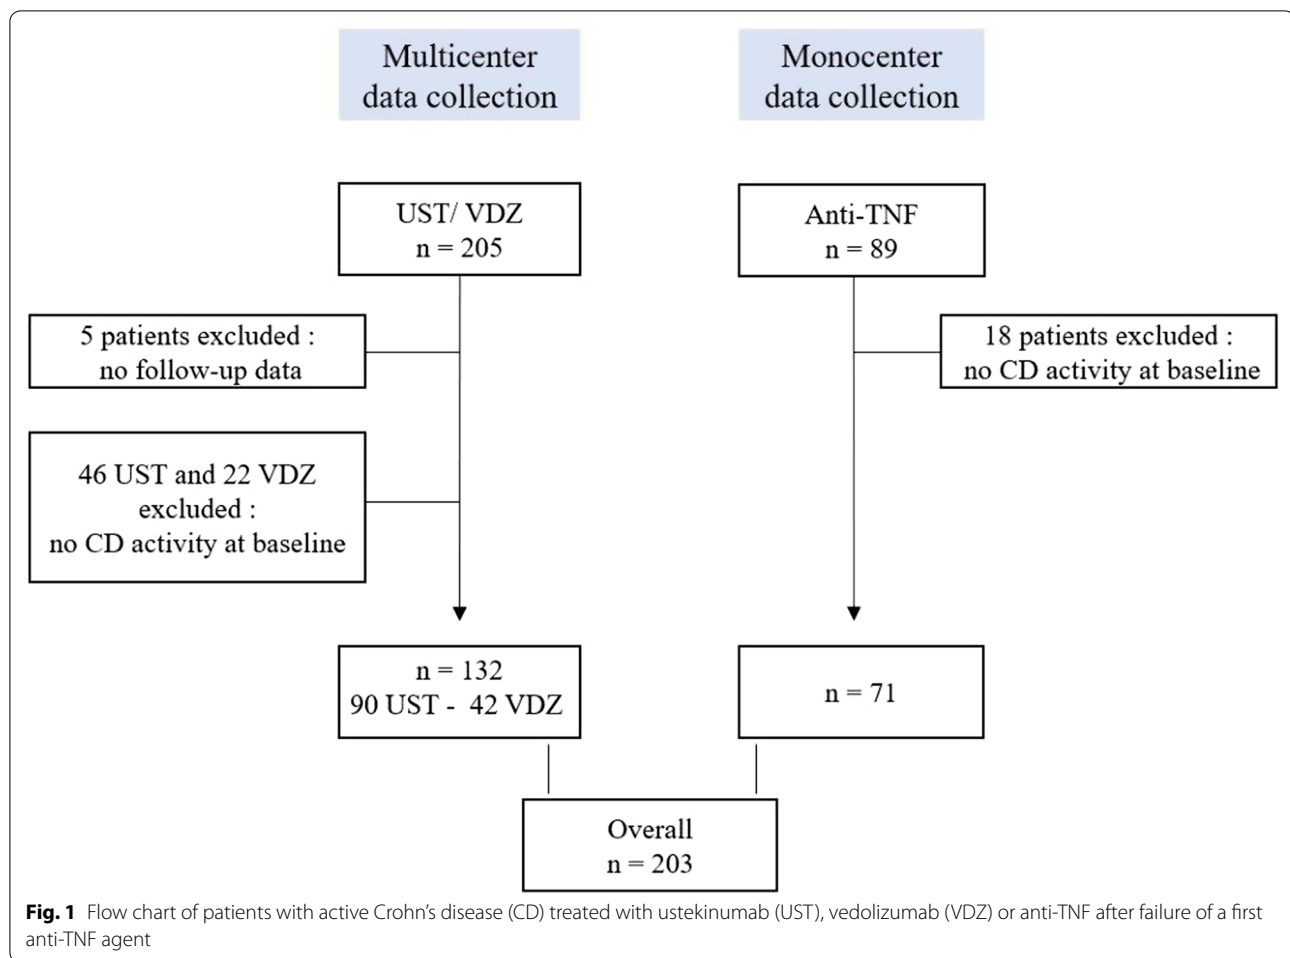 Multicenter
data collection
Monocenter
data collection
UST/ VDZ
n = 205
Anti-TNF
n = 89
5 patients excluded :
no follow-up data
18 patients excluded :
no CD activity at baseline
46 UST and 22 VDZ
excluded :
no CD activity at baseline
n = 132
90 UST - 42 VDZ
n = 71
Overall
n = 203
Fig. 1 Flow chart of patients with active Crohn’s disease (CD) treated with ustekinumab (UST), vedolizumab (VDZ) or anti-TNF after failure of a first
anti-TNF agent